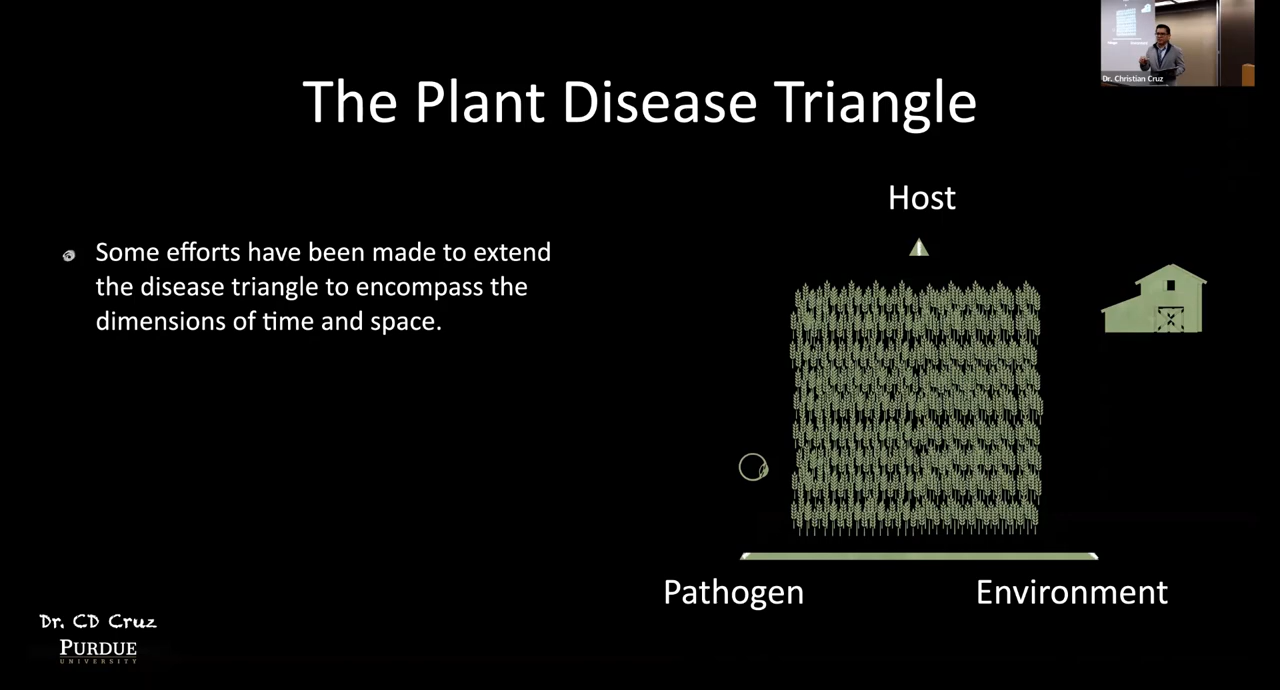 Dr. Christian Cruz
The Plant Disease Triangle
Host
Some efforts have been made to extend
the disease triangle to encompass the
dimensions of time and space.
Pathogen
Environment
Dr. CD Cruz
PURDUE
UNIVERSITY